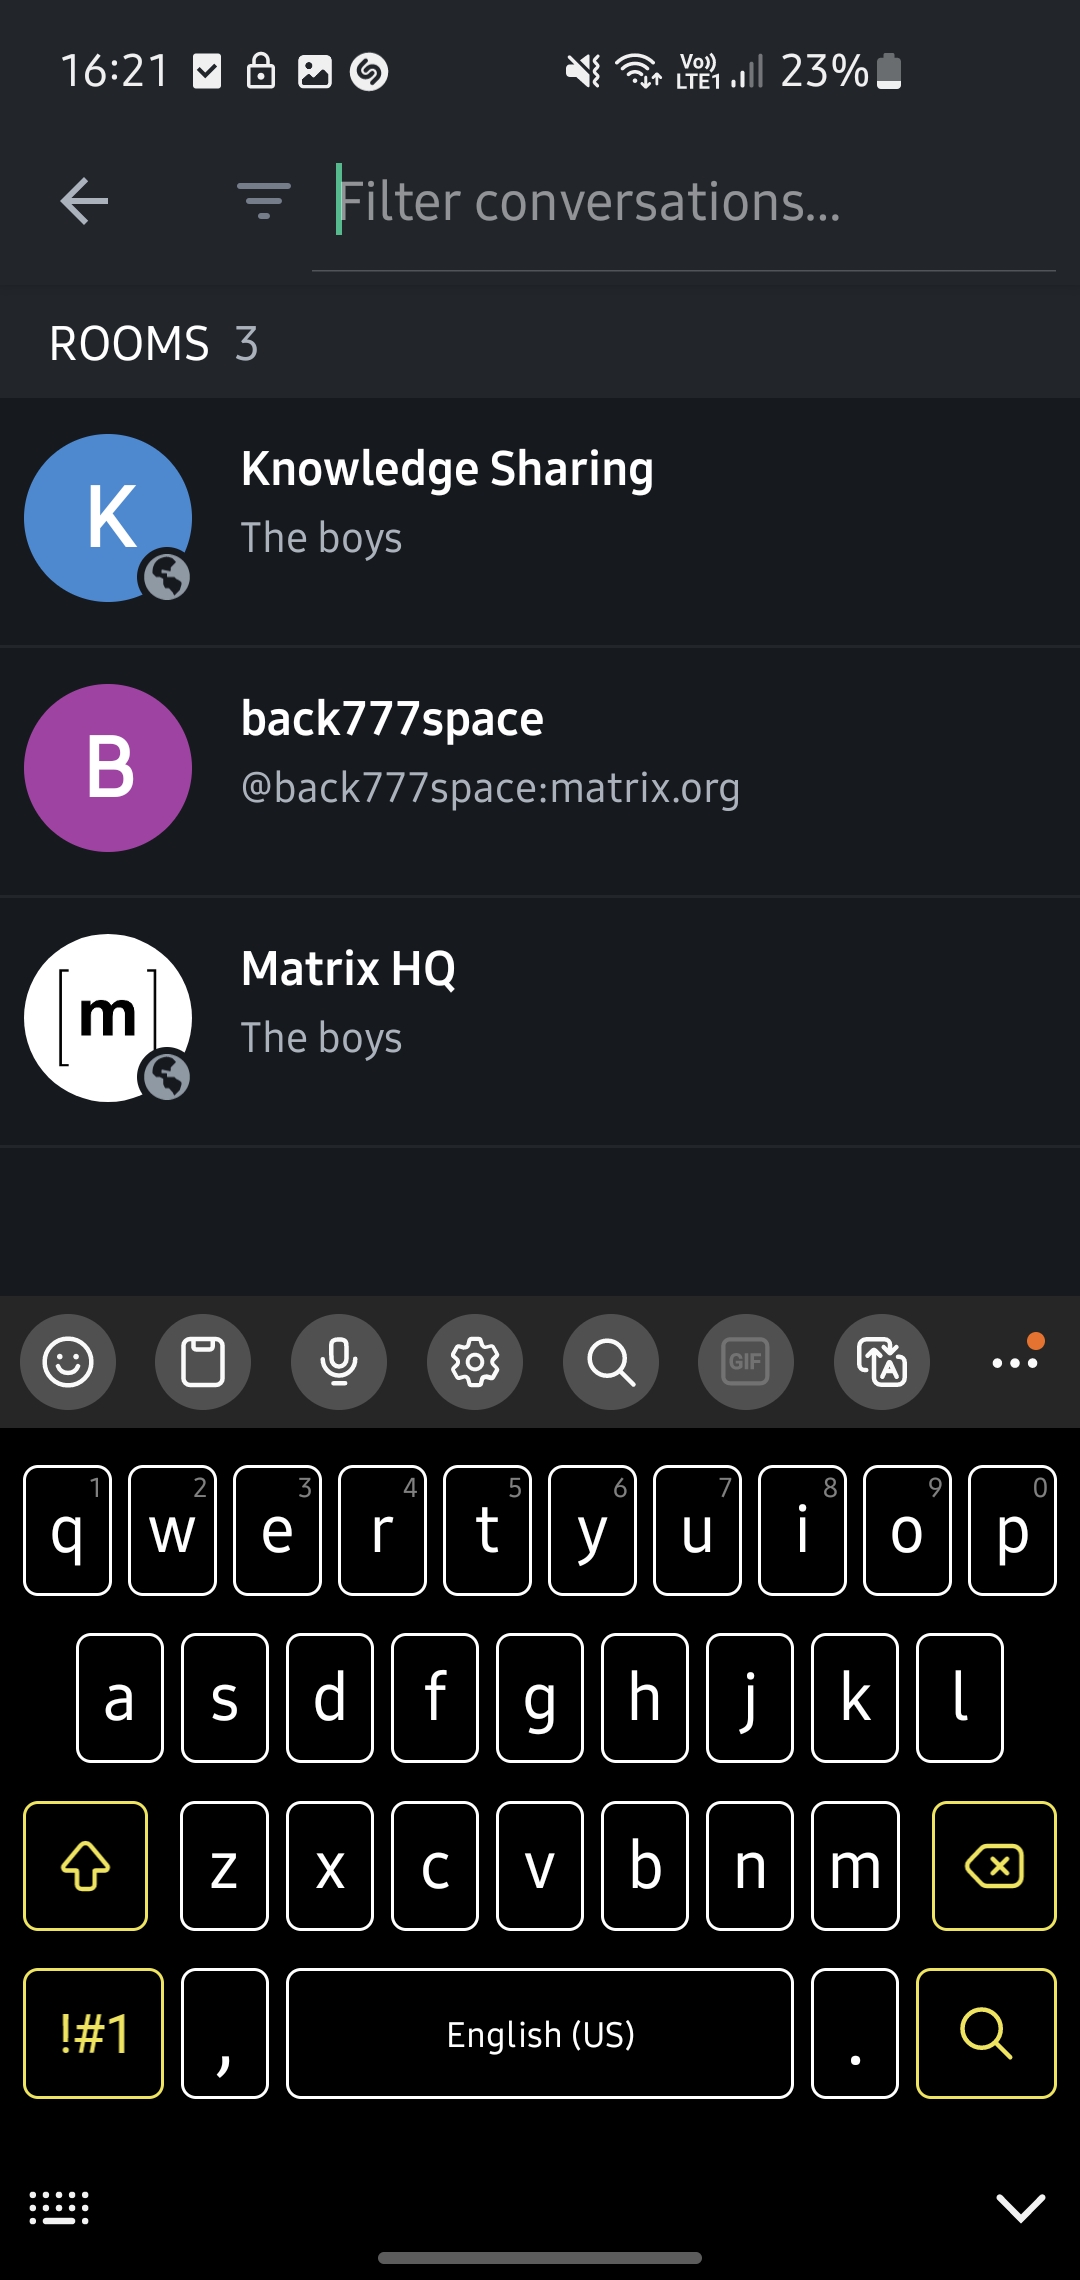 16:21 Vo)) LTE1 23%
Filter conversations...
ROOMS 3
K
Knowledge Sharing
The boys
B
back777space
@back777space:matrix.org
[m]
Matrix HQ
The boys
GIF A
1 2 3 4 5 6 7 8 9 0
q w e r t y u i o p
a s d f g h j k l
z x c v b n m
!#1 , English (US) .